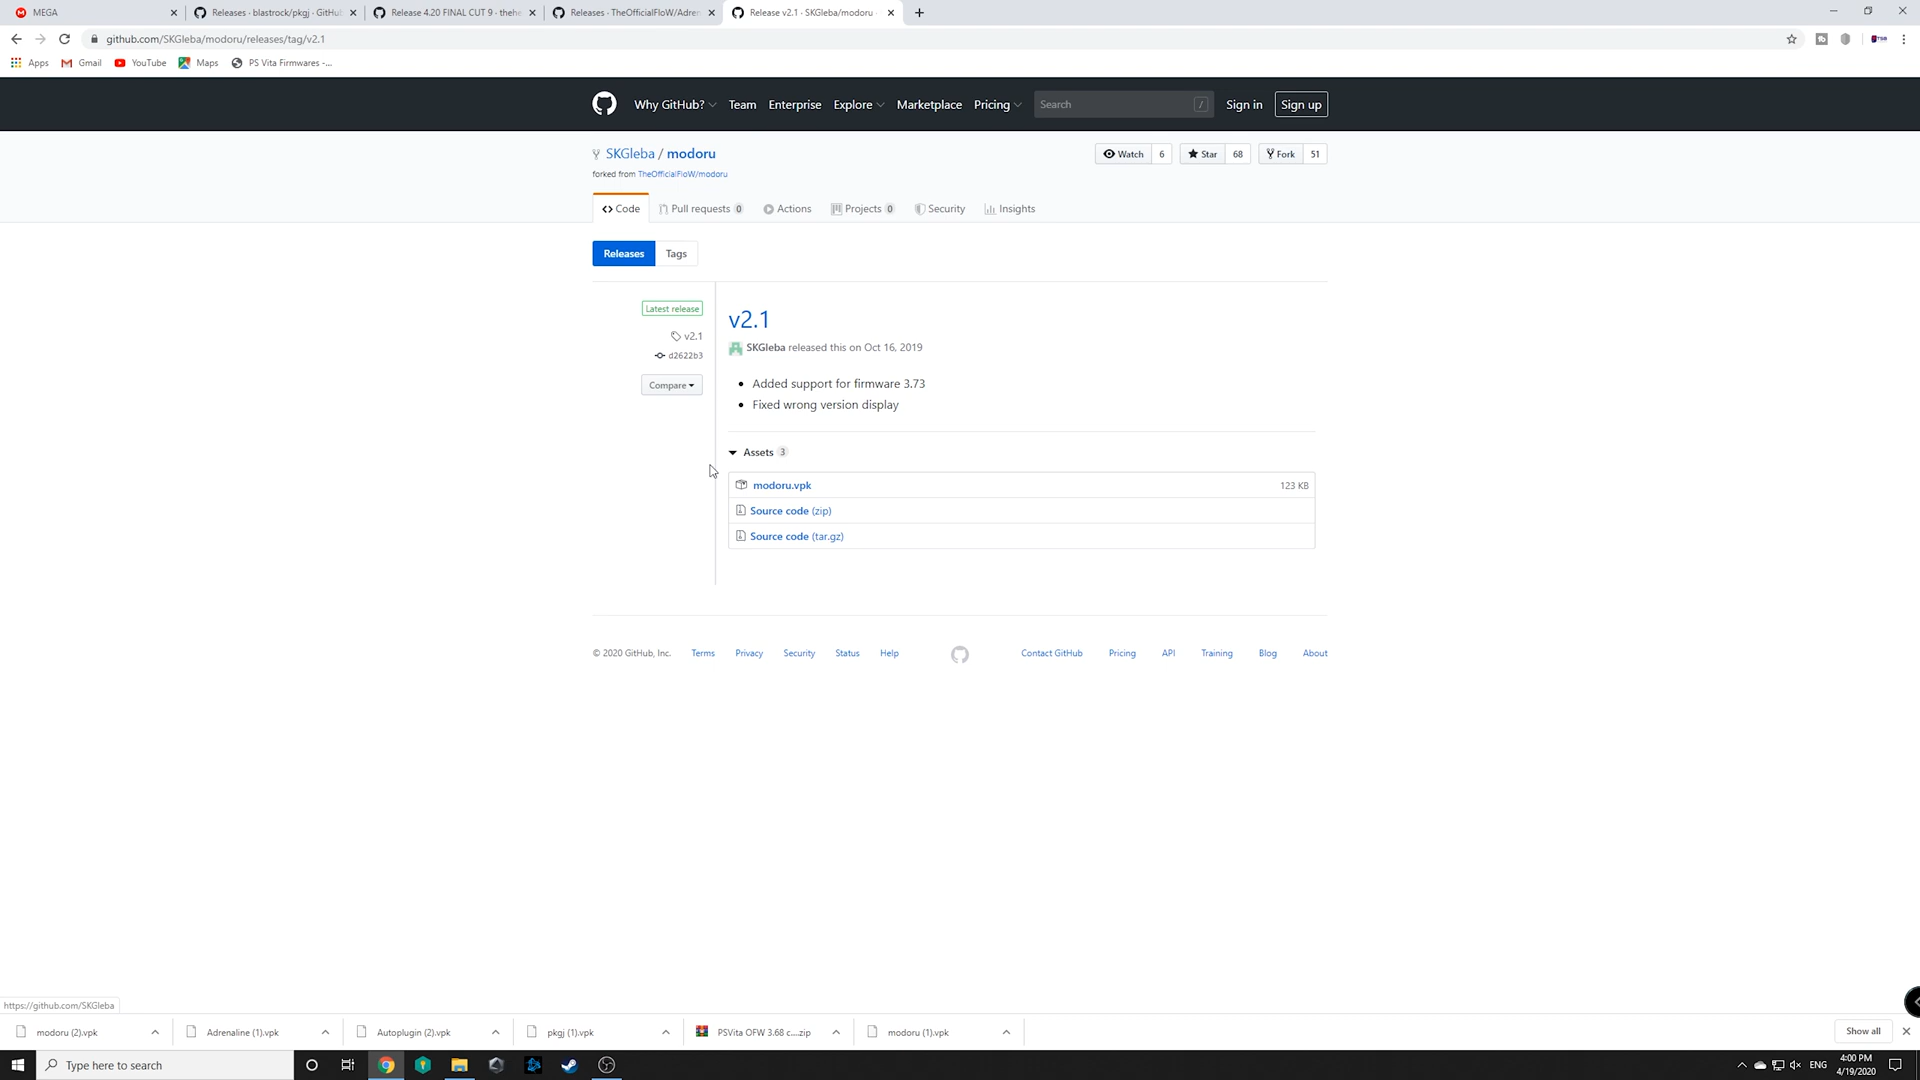 MEGA
Releases · blastrock/pkgj · GitHub
Release 4.20 FINAL CUT 9 · thehe
Releases · TheOfficialFloW/Adren
Release v2.1 · SKGleba/modoru ·
github.com/SKGleba/modoru/releases/tag/v2.1
Apps
Gmail
YouTube
Maps
PS Vita Firmwares -...
Why GitHub?
Team
Enterprise
Explore
Marketplace
Pricing
Search
/
Sign in
Sign up
SKGleba / modoru
Watch 6
Star 68
Fork 51
forked from TheOfficialFloW/modoru
Code
Pull requests 0
Actions
Projects 0
Security
Insights
Releases
Tags
Latest release
v2.1
d2622b3
Compare
v2.1
SKGleba released this on Oct 16, 2019
• Added support for firmware 3.73
• Fixed wrong version display
Assets 3
modoru.vpk 123 KB
Source code (zip)
Source code (tar.gz)
© 2020 GitHub, Inc.
Terms
Privacy
Security
Status
Help
Contact GitHub
Pricing
API
Training
Blog
About
https://github.com/SKGleba
modoru (2).vpk
Adrenaline (1).vpk
Autoplugin (2).vpk
pkgj (1).vpk
PSVita OFW 3.68 c....zip
modoru (1).vpk
Show all
Type here to search
ENG
4:00 PM
4/19/2020